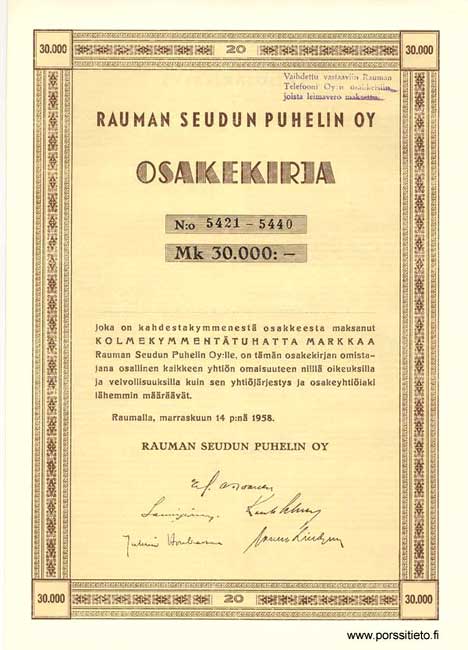 30.000
20
30.000
Vaihdettu vastaaviin Rauman
Telefooni Oy:n osakkeisiin,
joista leimavero maksettu.
RAUMAN SEUDUN PUHELIN OY
OSAKEKIRJA
N:o 5421 - 5440
Mk 30.000: —
joka on kahdestakymmenestä osakkeesta maksanut
KOLMEKYMMENTÄTUHATTA MARKKAA
Rauman Seudun Puhelin Oy:lle, on tämän osakekirjan omista-
jana osallinen kaikkeen yhtiön omaisuuteen niillä oikeuksilla
ja velvollisuuksilla kuin sen yhtiöjärjestys ja osakeyhtiölaki
lähemmin määräävät.
Raumalla, marraskuun 14 p:nä 1958.
RAUMAN SEUDUN PUHELIN OY
30.000
20
30.000
www.porssitieto.fi